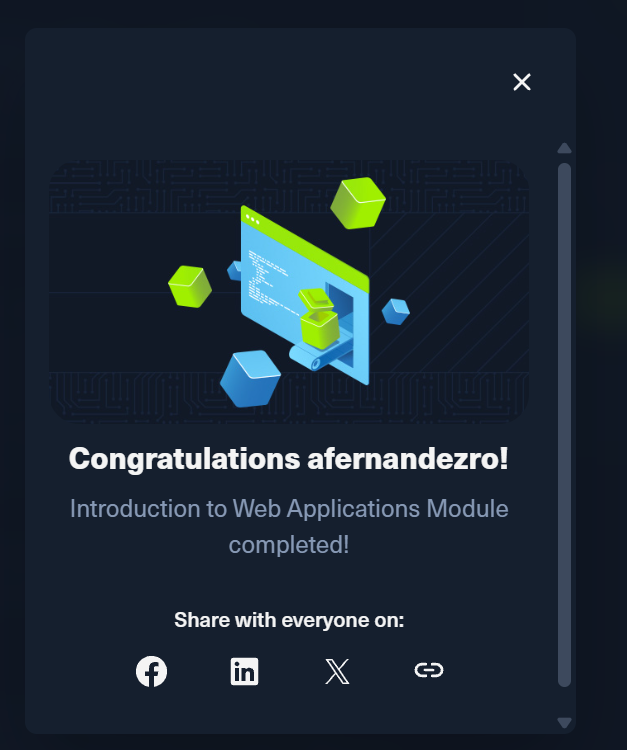 Congratulations afernandezro!
Introduction to Web Applications Module
completed!
Share with everyone on: